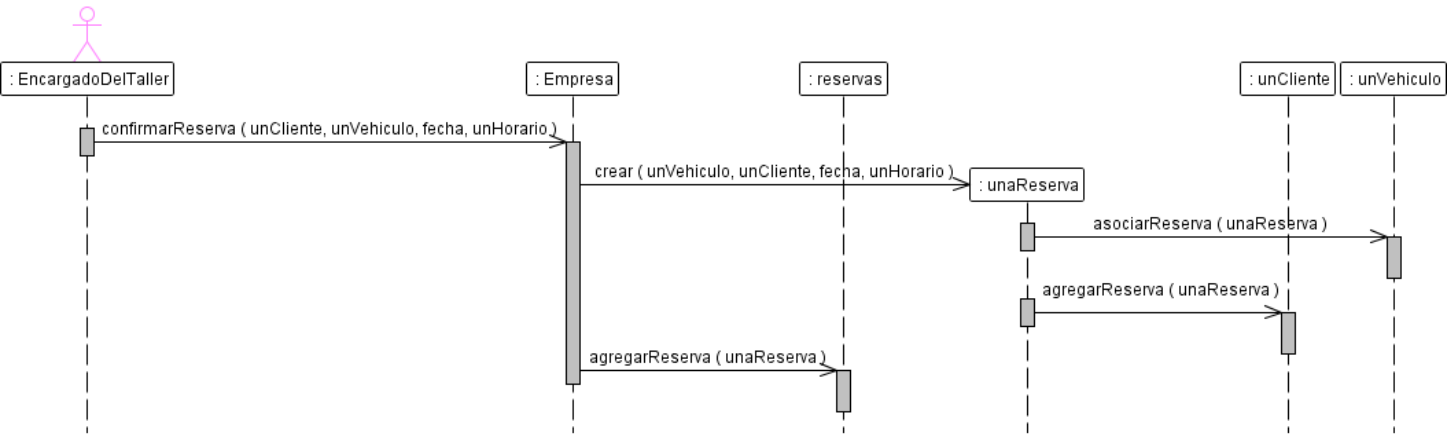 : EncargadoDelTaller
: Empresa
: reservas
: unCliente
: unVehiculo
confirmarReserva ( unCliente, unVehiculo, fecha, unHorario )
crear ( unVehiculo, unCliente, fecha, unHorario )
: unaReserva
asociarReserva ( unaReserva )
agregarReserva ( unaReserva )
agregarReserva ( unaReserva )